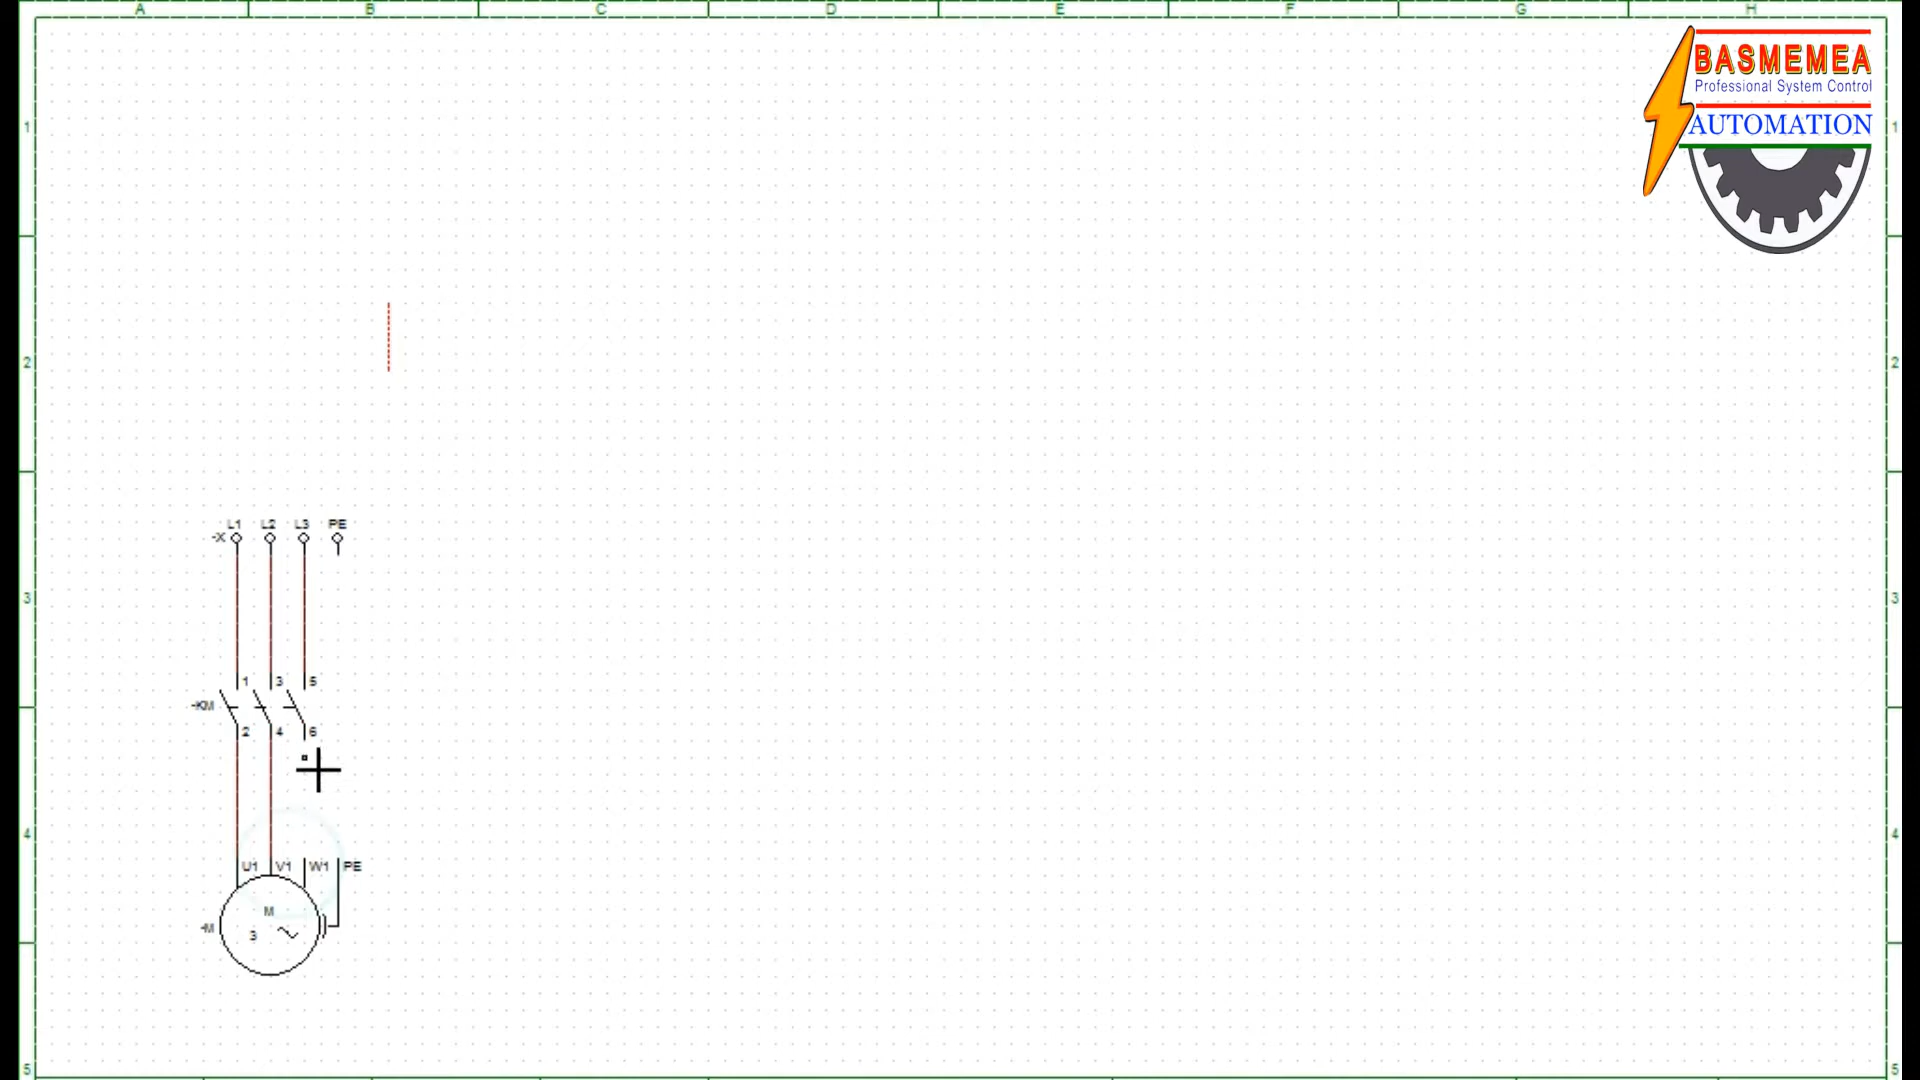 A B C D E F G H
BASMEMEA
Professional System Control
AUTOMATION
1 1
2 2
L1 L2 L3 PE
-X
3 3
1 3 5
-KM
2 4 6
4 4
U1 V1 W1 PE
M
-M
3 ~
5 5